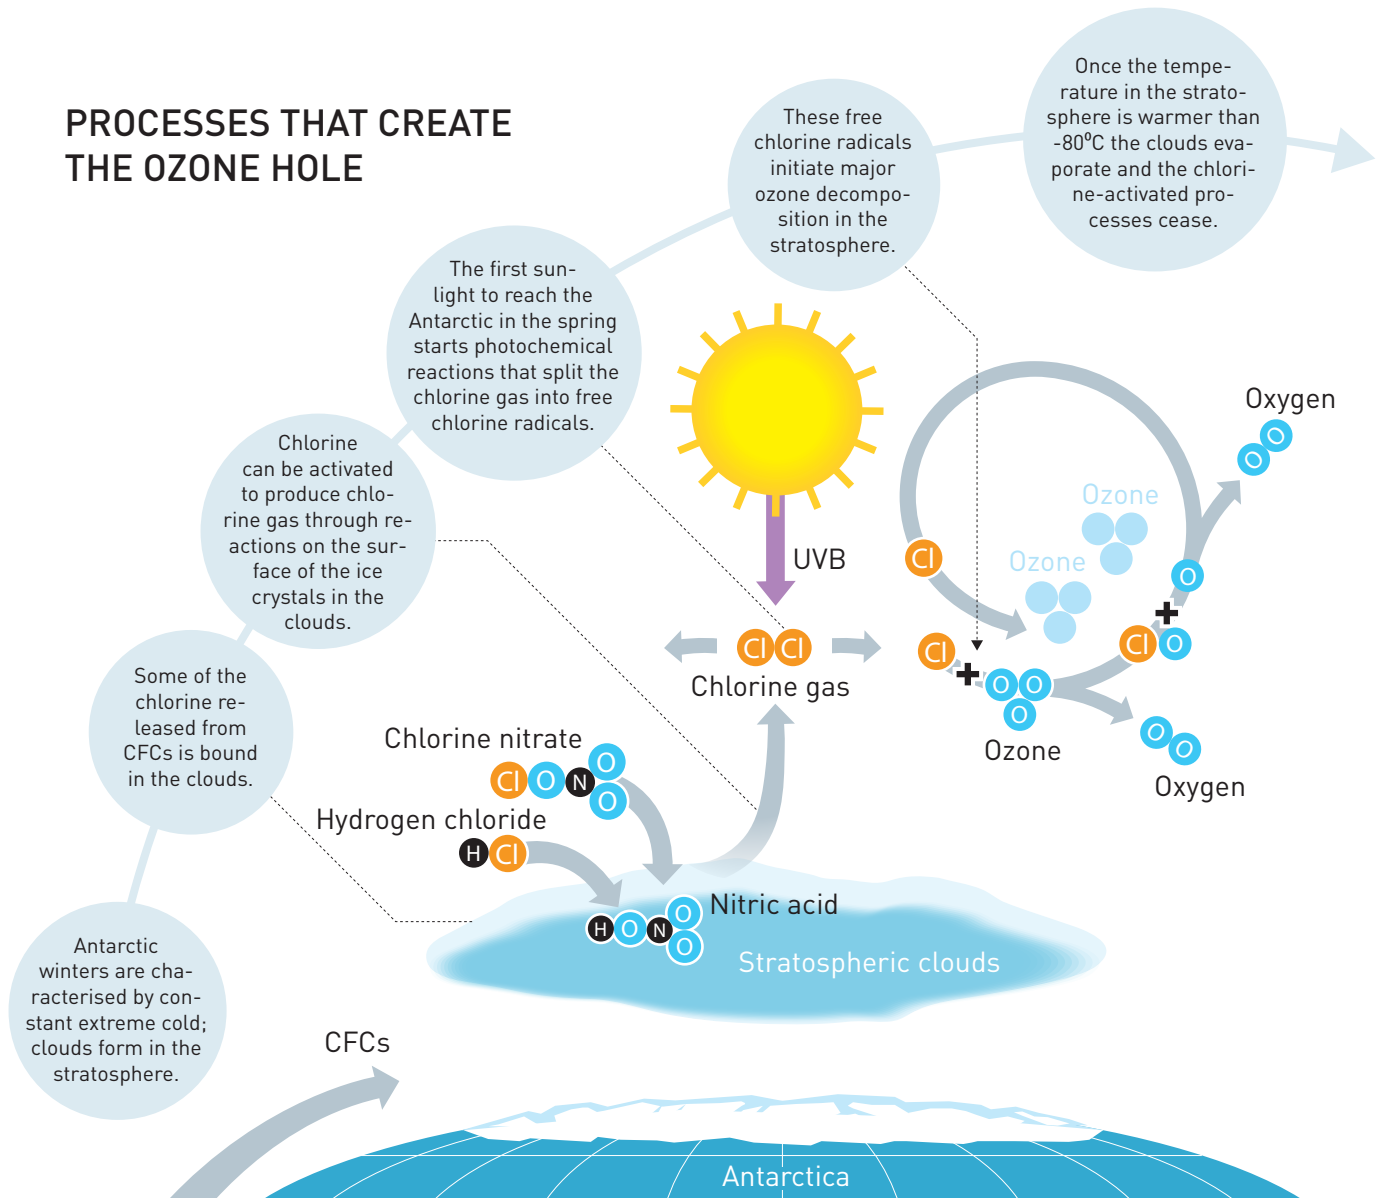 PROCESSES THAT CREATE
THE OZONE HOLE
Antarctic
winters are cha-
racterised by con-
stant extreme cold;
clouds form in the
stratosphere.
Some of the
chlorine re-
leased from
CFCs is bound
in the clouds.
Chlorine
can be activated
to produce chlo-
rine gas through re-
actions on the sur-
face of the ice
crystals in the
clouds.
The first sun-
light to reach the
Antarctic in the spring
starts photochemical
reactions that split the
chlorine gas into free
chlorine radicals.
These free
chlorine radicals
initiate major
ozone decompo-
sition in the
stratosphere.
Once the tempe-
rature in the strato-
sphere is warmer than
-80°C the clouds eva-
porate and the chlori-
ne-activated pro-
cesses cease.
UVB
Cl Cl
Chlorine gas
Chlorine nitrate
Cl O N O O
Hydrogen chloride
H Cl
H O N O O
Nitric acid
Stratospheric clouds
CFCs
Antarctica
Cl
Ozone
Ozone
Cl + O O O
Ozone
Cl O + O
O O
Oxygen
O O
Oxygen